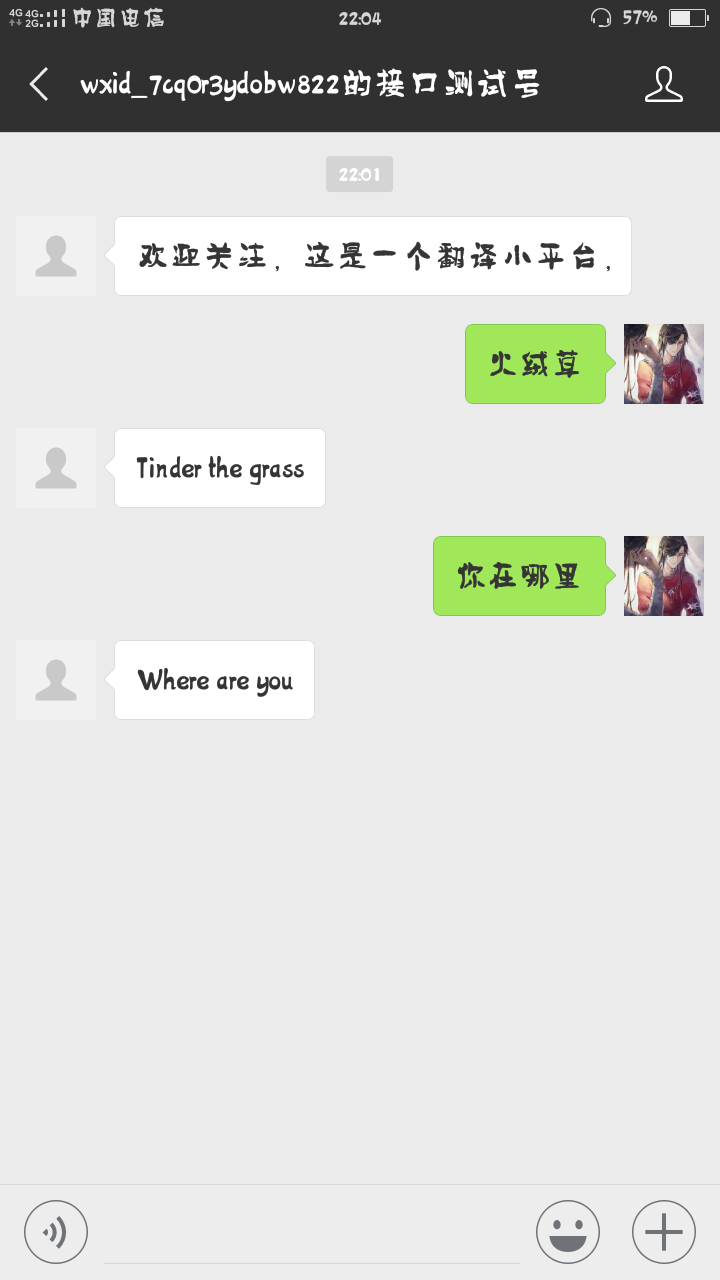 4G 4G 2G 中国电信 22:04 57%
wxid_7cq0r3ydobw822的接口测试号
22:01
欢迎关注，这是一个翻译小平台，
火绒草
Tinder the grass
你在哪里
Where are you